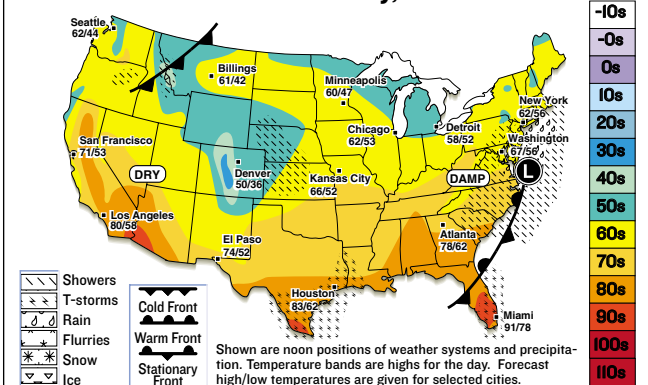 Seattle
62/44
Billings
61/42
Minneapolis
60/47
New York
62/56
San Francisco
71/53
Chicago
62/53
Detroit
58/52
Washington
67/56
DRY
Denver
50/36
Kansas City
66/52
DAMP
L
Los Angeles
80/58
El Paso
74/52
Atlanta
78/62
Houston
83/62
Miami
91/78
Showers
T-storms
Rain
Flurries
Snow
Ice
Cold Front
Warm Front
Stationary
Front
Shown are noon positions of weather systems and precipita-
tion. Temperature bands are highs for the day. Forecast
high/low temperatures are given for selected cities.
-10s
-0s
0s
10s
20s
30s
40s
50s
60s
70s
80s
90s
100s
110s